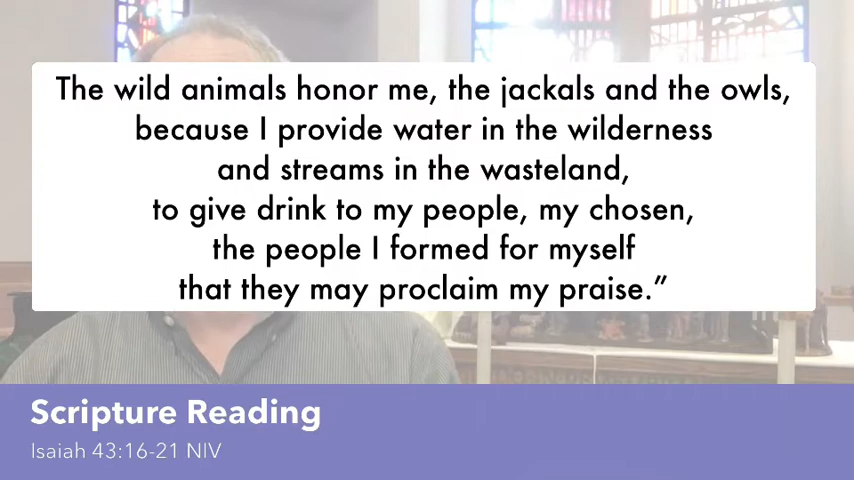 The wild animals honor me, the jackals and the owls,
because I provide water in the wilderness
and streams in the wasteland,
to give drink to my people, my chosen,
the people I formed for myself
that they may proclaim my praise.”
Scripture Reading
Isaiah 43:16-21 NIV